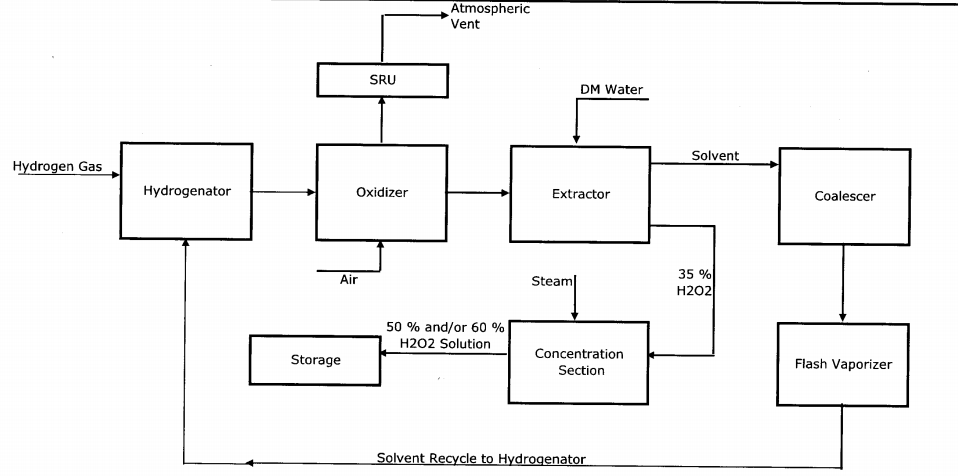 Atmospheric
Vent
SRU
DM Water
Hydrogen Gas
Hydrogenator
Oxidizer
Extractor
Solvent
Coalescer
Air
Steam
35 %
H2O2
50 % and/or 60 %
H2O2 Solution
Storage
Concentration
Section
Flash Vaporizer
Solvent Recycle to Hydrogenator